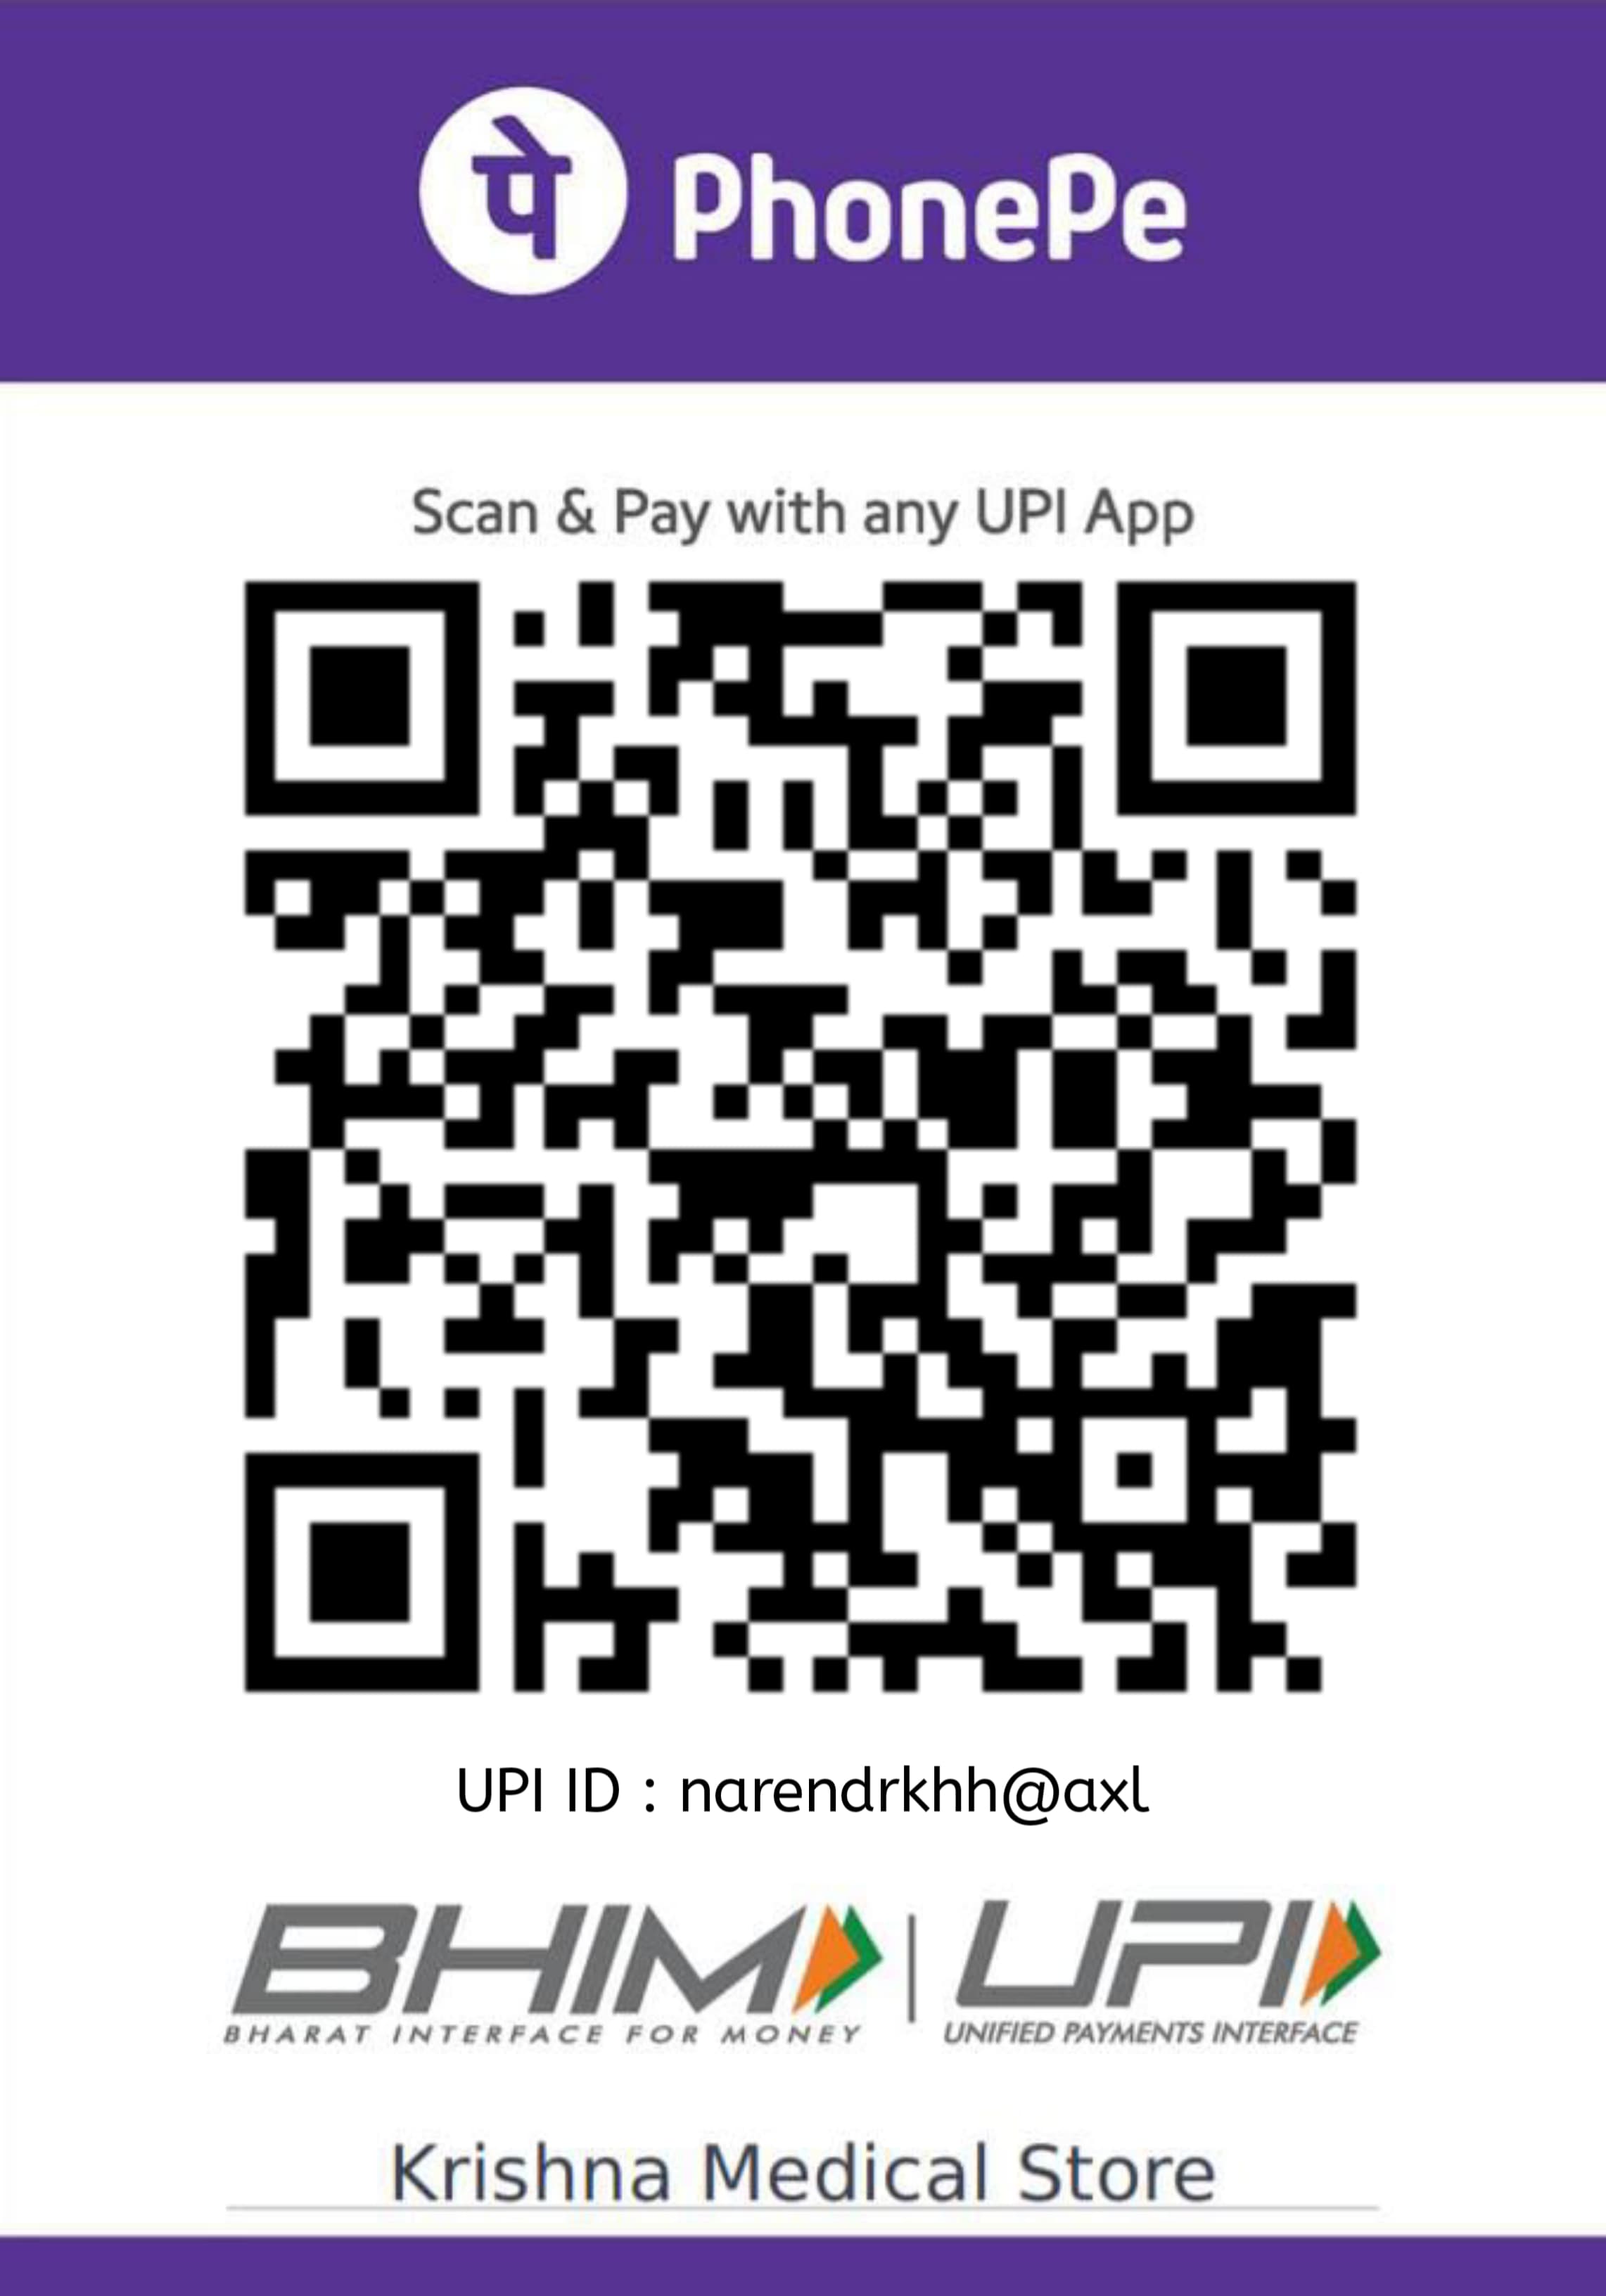 पे PhonePe
Scan & Pay with any UPI App
UPI ID : narendrkhh@axl
BHIM | UPI
BHARAT INTERFACE FOR MONEY UNIFIED PAYMENTS INTERFACE
Krishna Medical Store